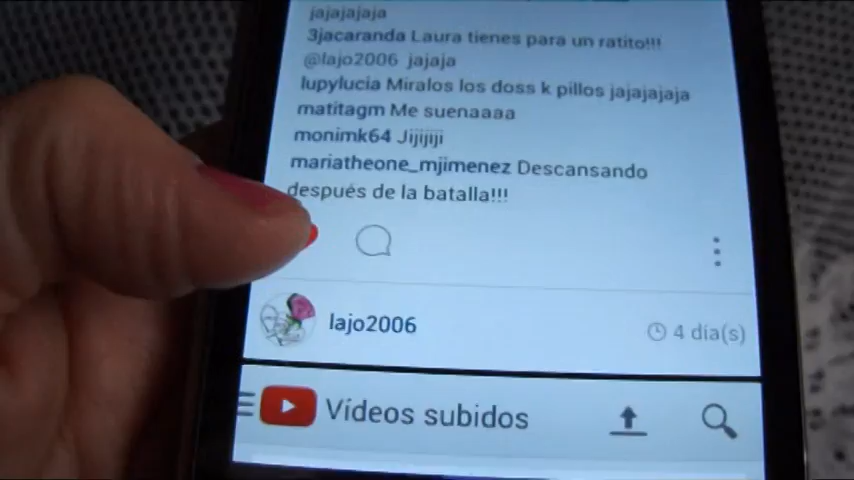 jajajajaja
3jacaranda Laura tienes para un ratito!!!
@lajo2006 jajaja
lupylucia Miralos los doss k pillos jajajajaja
matitagm Me suenaaaa
monimk64 Jijijiji
mariatheone_mjimenez Descansando
después de la batalla!!!
lajo2006
4 día(s)
Vídeos subidos